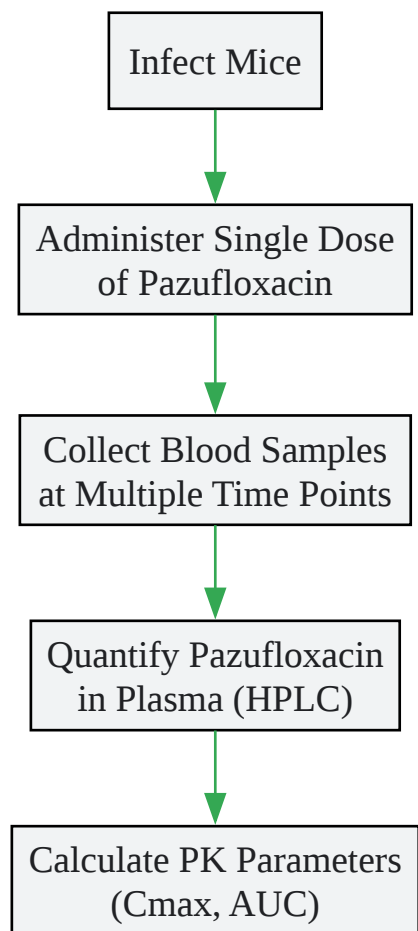 Infect Mice
Administer Single Dose
of Pazufloxacin
Collect Blood Samples
at Multiple Time Points
Quantify Pazufloxacin
in Plasma (HPLC)
Calculate PK Parameters
(Cmax, AUC)